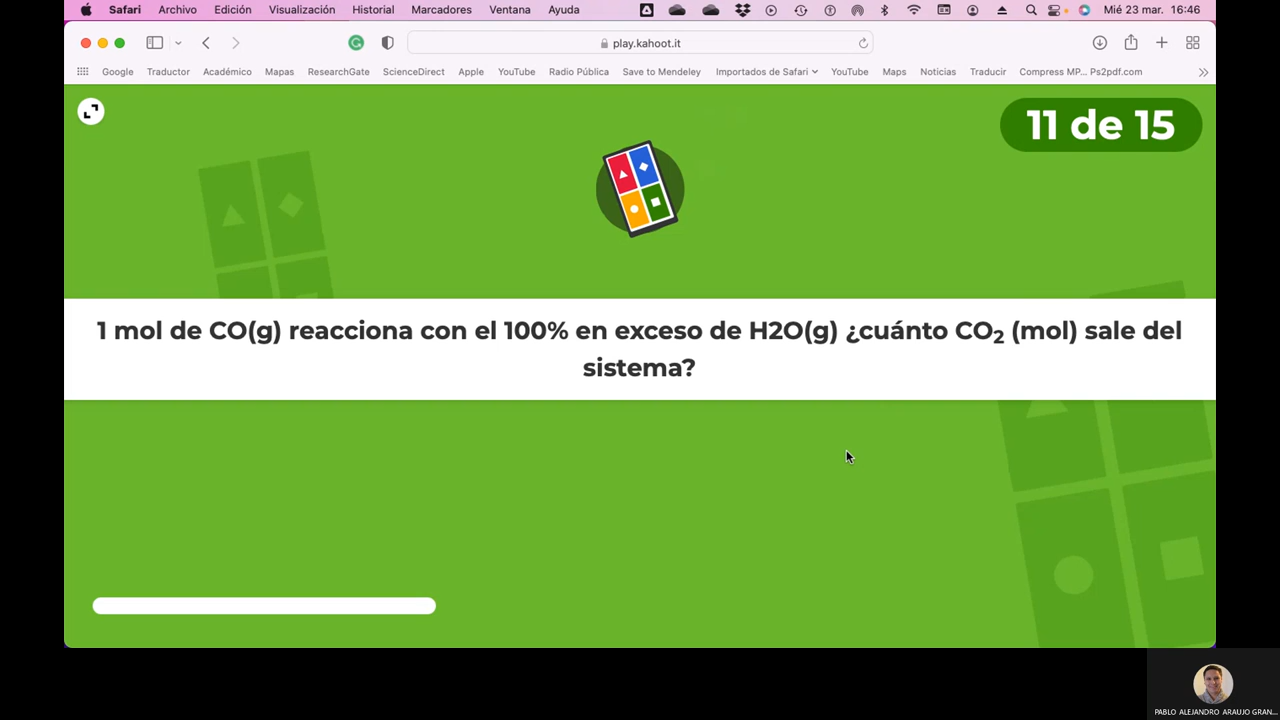 Safari Archivo Edición Visualización Historial Marcadores Ventana Ayuda Mié 23 mar. 16:46
play.kahoot.it
Google Traductor Académico Mapas ResearchGate ScienceDirect Apple YouTube Radio Pública Save to Mendeley Importados de Safari YouTube Maps Noticias Traducir Compress MP... Ps2pdf.com
11 de 15
1 mol de CO(g) reacciona con el 100% en exceso de H2O(g) ¿cuánto CO₂ (mol) sale del
sistema?
PABLO ALEJANDRO ARAUJO GRAN...